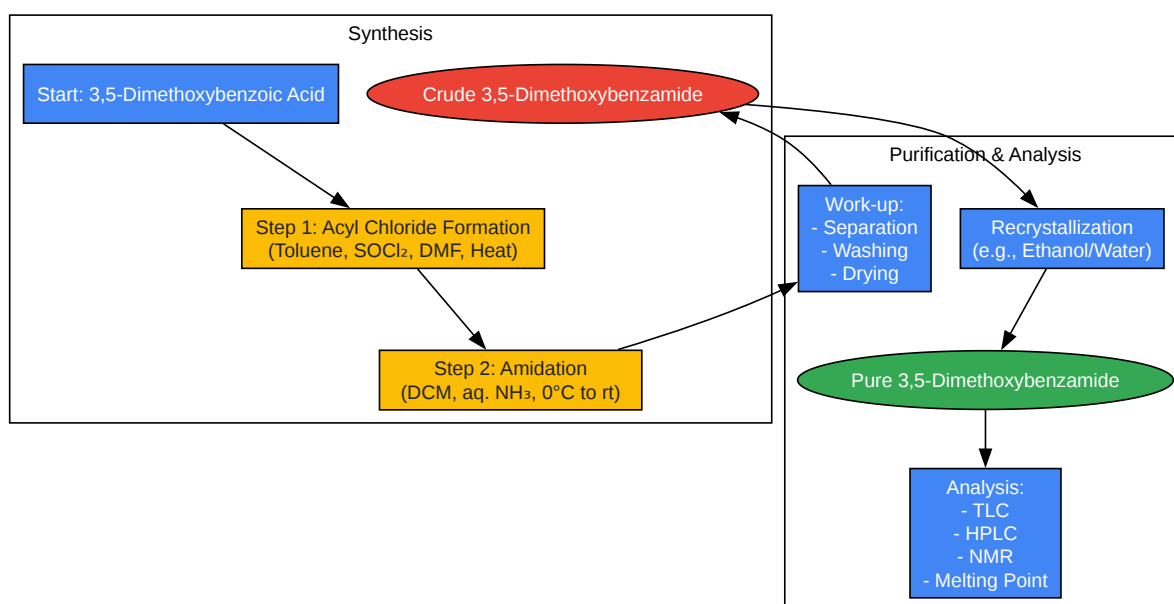 Synthesis
Start: 3,5-Dimethoxybenzoic Acid
Crude 3,5-Dimethoxybenzamide
Step 1: Acyl Chloride Formation
(Toluene, SOCl₂, DMF, Heat)
Step 2: Amidation
(DCM, aq. NH₃, 0°C to rt)
Purification & Analysis
Work-up:
- Separation
- Washing
- Drying
Recrystallization
(e.g., Ethanol/Water)
Pure 3,5-Dimethoxybenzamide
Analysis:
- TLC
- HPLC
- NMR
- Melting Point